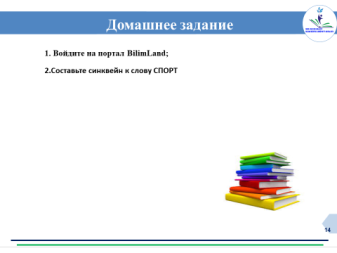 Домашнее задание
1. Войдите на портал BilimLand;
2.Составьте синквейн к слову СПОРТ
14